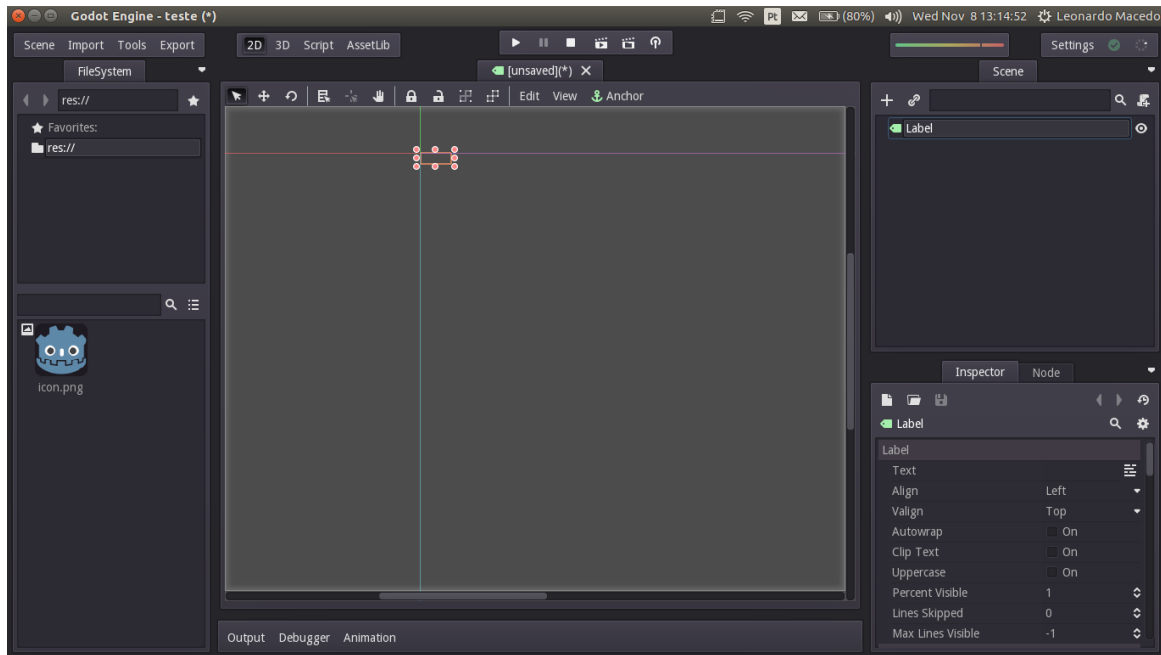 Godot Engine - teste (*)
Pt
(80%)
Wed Nov 8 13:14:52
Leonardo Macedo
Scene Import Tools Export
2D 3D Script AssetLib
Settings
FileSystem
[unsaved](*)
Scene
res://
Edit View Anchor
Favorites:
res://
Label
icon.png
Inspector Node
Label
Label
Text
Align Left
Valign Top
Autowrap On
Clip Text On
Uppercase On
Percent Visible 1
Lines Skipped 0
Max Lines Visible -1
Output Debugger Animation